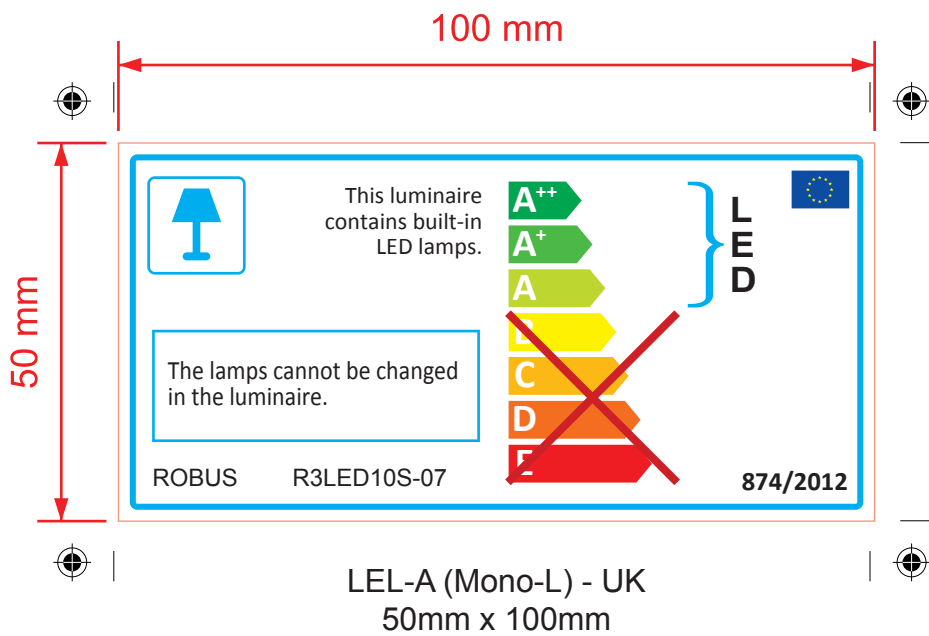 100 mm
50 mm
This luminaire
contains built-in
LED lamps.
A++
A+
A
B
C
D
E
L
E
D
The lamps cannot be changed
in the luminaire.
ROBUS R3LED10S-07
874/2012
LEL-A (Mono-L) - UK
50mm x 100mm